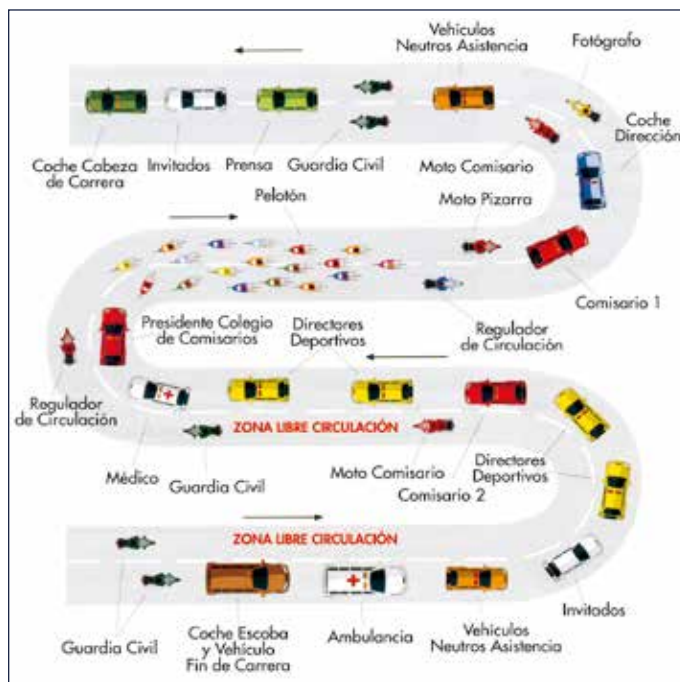 Vehículos
Neutros Asistencia
Fotógrafo
Coche
Dirección
Coche Cabeza
de Carrera
Invitados
Prensa
Guardia Civil
Moto Comisario
Moto Pizarra
Pelotón
Comisario 1
Presidente Colegio
de Comisarios
Directores
Deportivos
Regulador
de Circulación
Regulador
de Circulación
ZONA LIBRE CIRCULACIÓN
Médico
Guardia Civil
Moto Comisario
Comisario 2
Directores
Deportivos
ZONA LIBRE CIRCULACIÓN
Guardia Civil
Coche Escoba
y Vehículo
Fin de Carrera
Ambulancia
Vehículos
Neutros Asistencia
Invitados